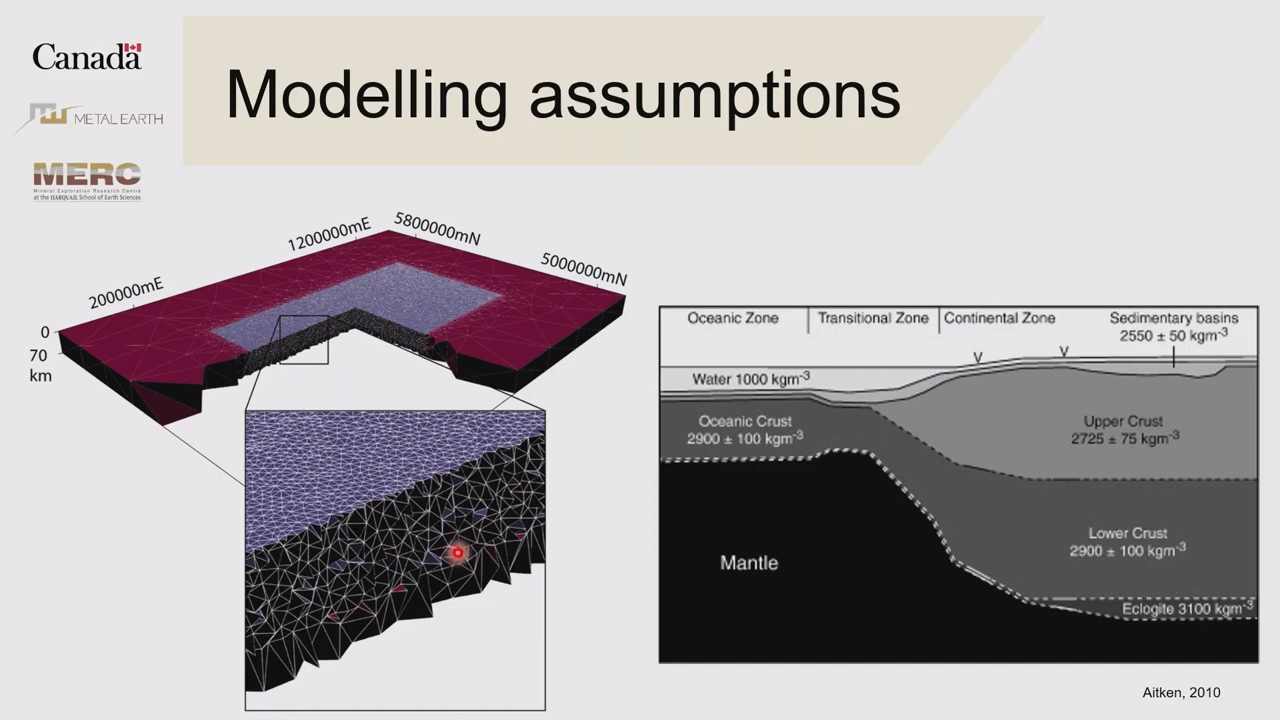 Canada
Modelling assumptions
METAL EARTH
MERC
Mineral Exploration Research Centre
at the HARQUAIL School of Earth Sciences
1200000mE
5800000mN
200000mE
5000000mN
0
70
km
Oceanic Zone
Transitional Zone
Continental Zone
Sedimentary basins
2550 ± 50 kgm-3
V
V
Water 1000 kgm-3
Oceanic Crust
2900 ± 100 kgm-3
Upper Crust
2725 ± 75 kgm-3
Lower Crust
2900 ± 100 kgm-3
Mantle
Eclogite 3100 kgm-3
Aitken, 2010